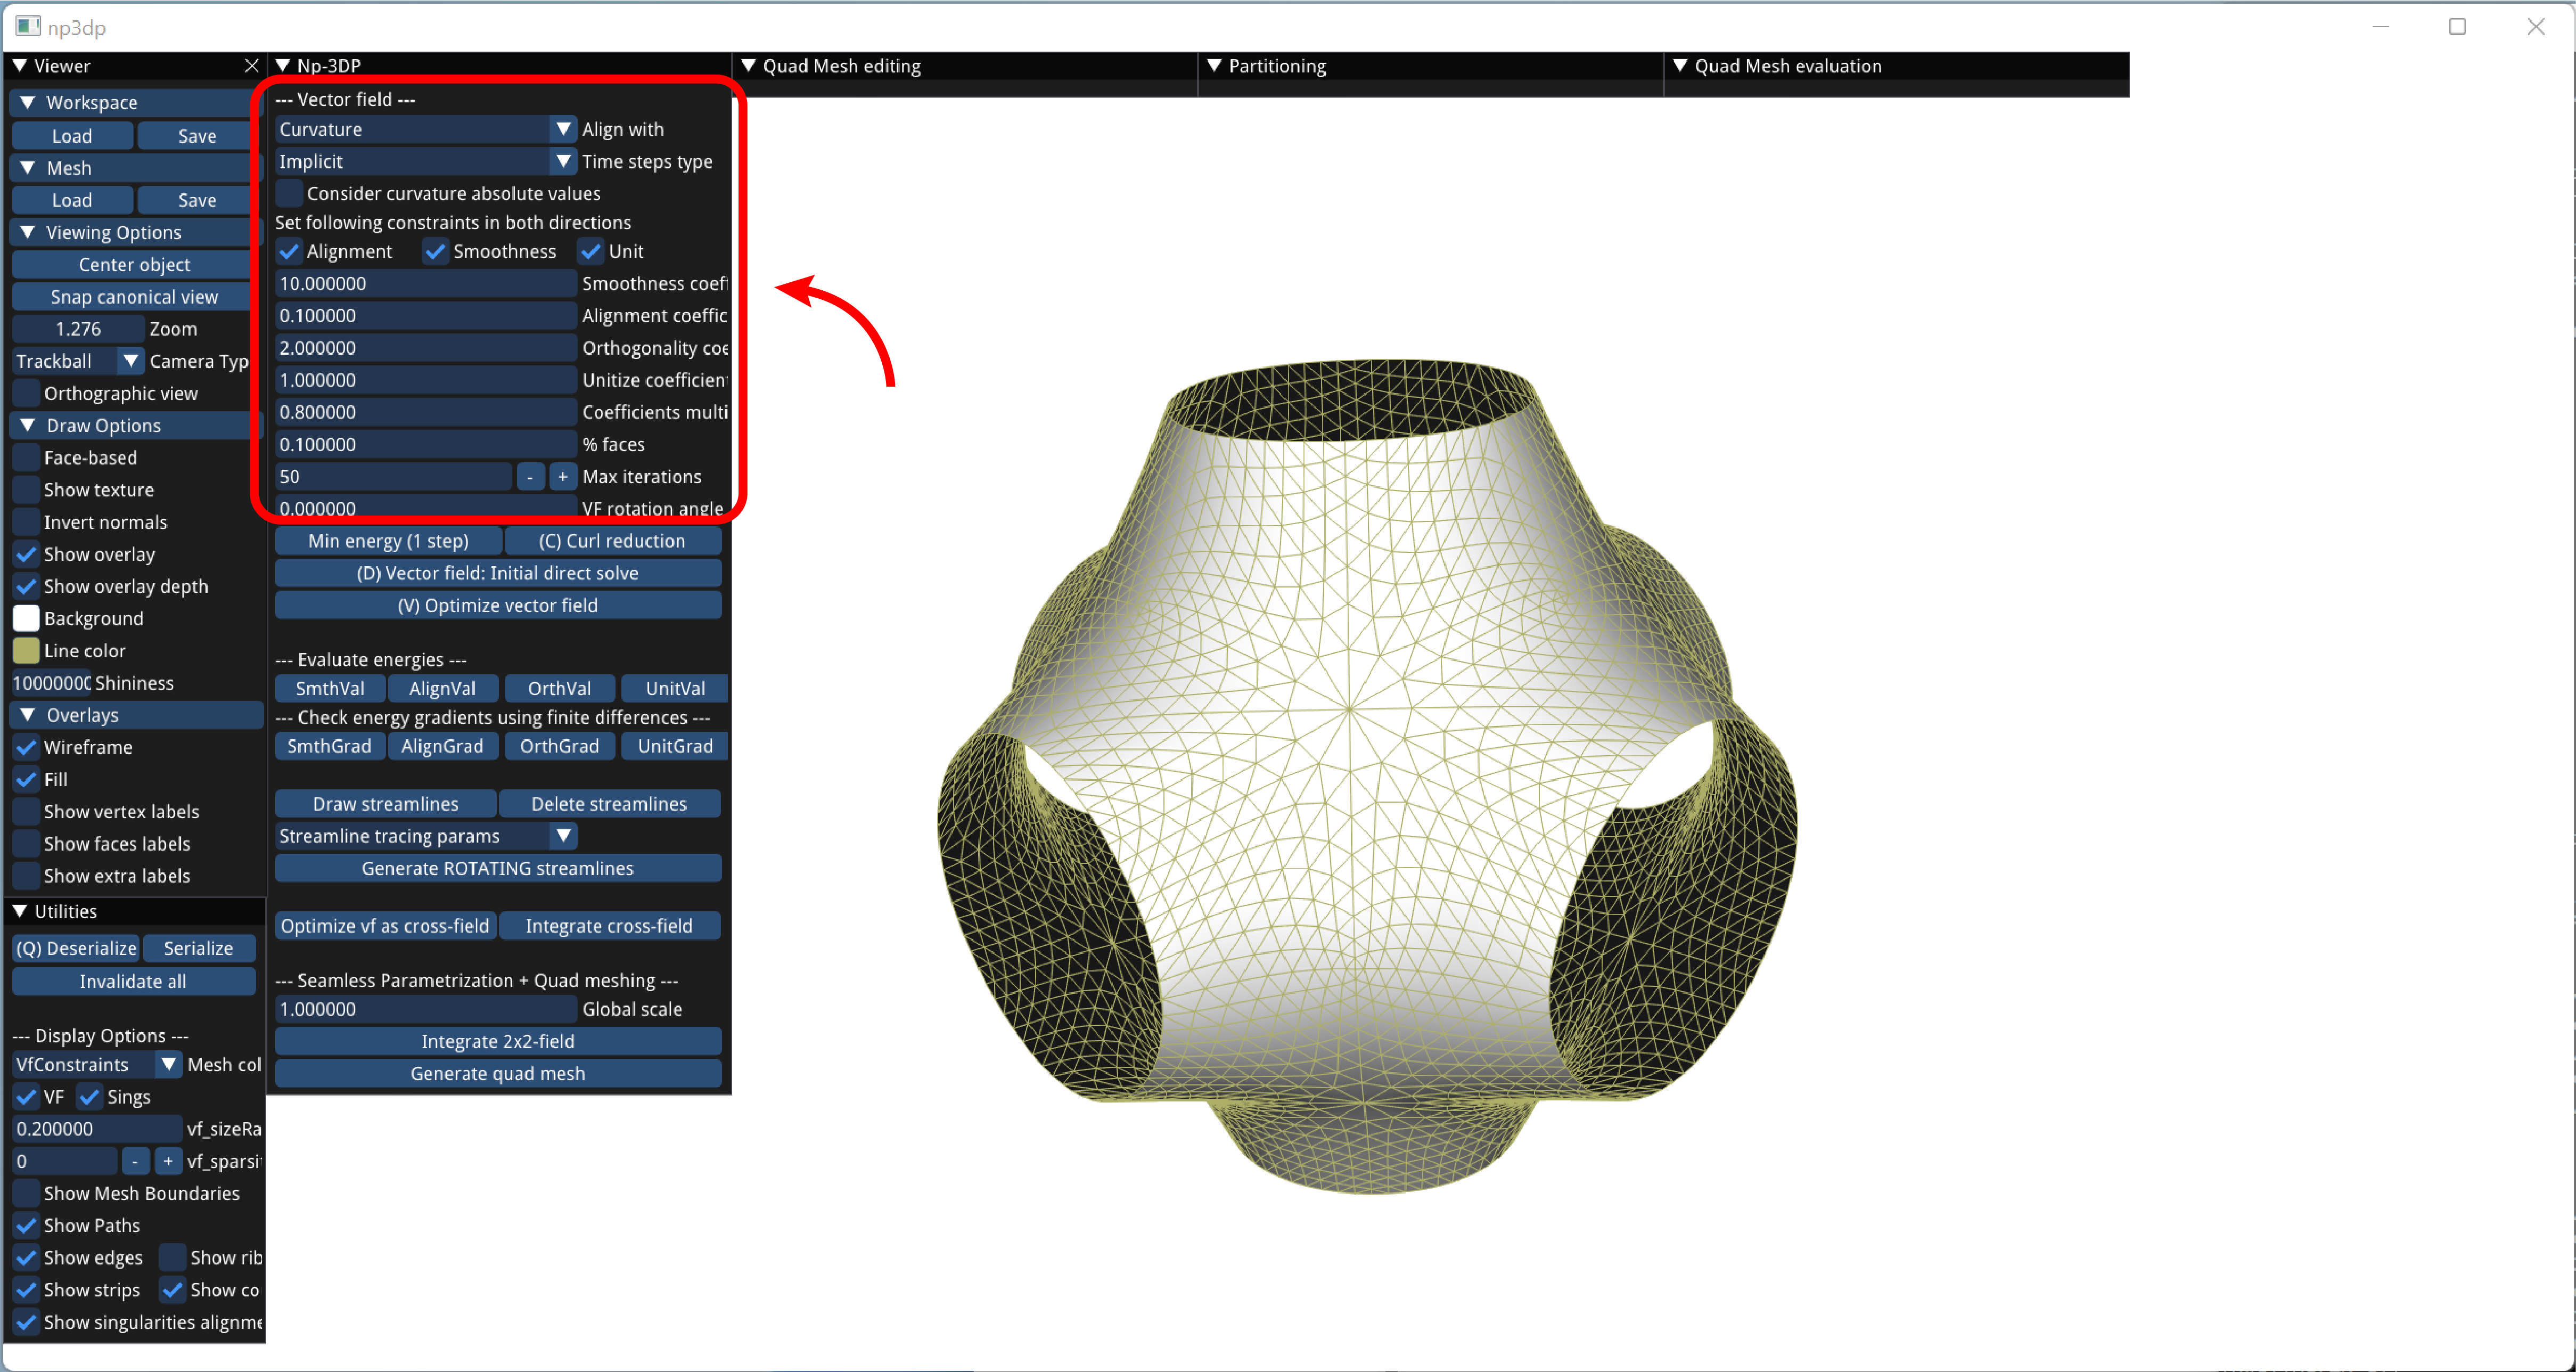 np3dp
Viewer
Workspace
Load Save
Mesh
Load Save
Viewing Options
Center object
Snap canonical view
1.276 Zoom
Trackball Camera Typ
Orthographic view
Draw Options
Face-based
Show texture
Invert normals
Show overlay
Show overlay depth
Background
Line color
10000000 Shininess
Overlays
Wireframe
Fill
Show vertex labels
Show faces labels
Show extra labels
Utilities
(Q) Deserialize Serialize
Invalidate all
--- Display Options ---
VfConstraints Mesh col
VF Sings
0.200000 vf_sizeRa
0 - + vf_sparsi
Show Mesh Boundaries
Show Paths
Show edges Show rib
Show strips Show co
Show singularities alignme
Np-3DP
--- Vector field ---
Curvature Align with
Implicit Time steps type
Consider curvature absolute values
Set following constraints in both directions
Alignment Smoothness Unit
10.000000 Smoothness coef
0.100000 Alignment coeffic
2.000000 Orthogonality coe
1.000000 Unitize coefficien
0.800000 Coefficients multi
0.100000 % faces
50 - + Max iterations
0.000000 VF rotation angle
Min energy (1 step) (C) Curl reduction
(D) Vector field: Initial direct solve
(V) Optimize vector field
--- Evaluate energies ---
SmthVal AlignVal OrthVal UnitVal
--- Check energy gradients using finite differences ---
SmthGrad AlignGrad OrthGrad UnitGrad
Draw streamlines Delete streamlines
Streamline tracing params
Generate ROTATING streamlines
Optimize vf as cross-field Integrate cross-field
--- Seamless Parametrization + Quad meshing ---
1.000000 Global scale
Integrate 2x2-field
Generate quad mesh
Quad Mesh editing
Partitioning
Quad Mesh evaluation